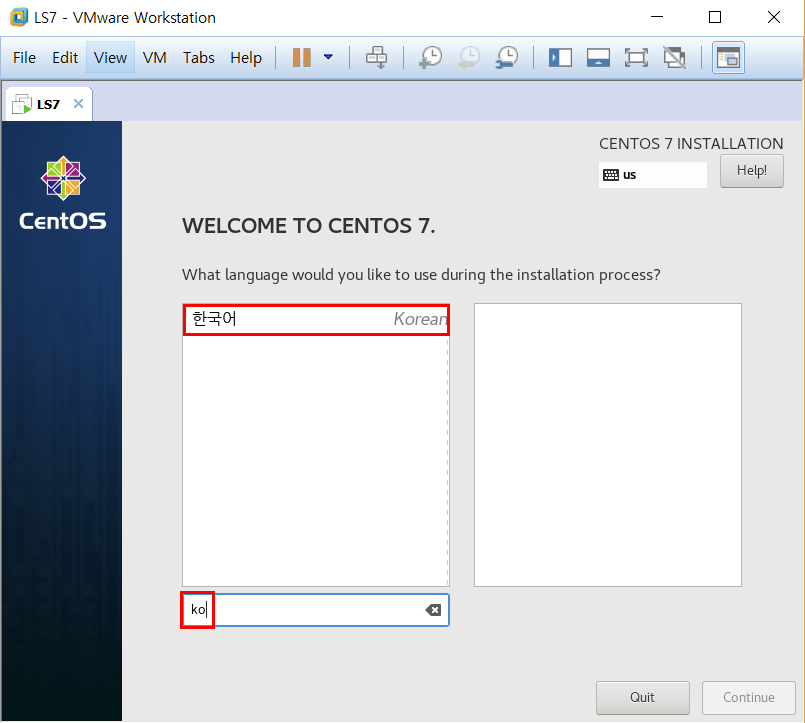 LS7 - VMware Workstation
File Edit View VM Tabs Help
LS7
CentOS
CENTOS 7 INSTALLATION
us
Help!
WELCOME TO CENTOS 7.
What language would you like to use during the installation process?
한국어 Korean
ko
Quit Continue